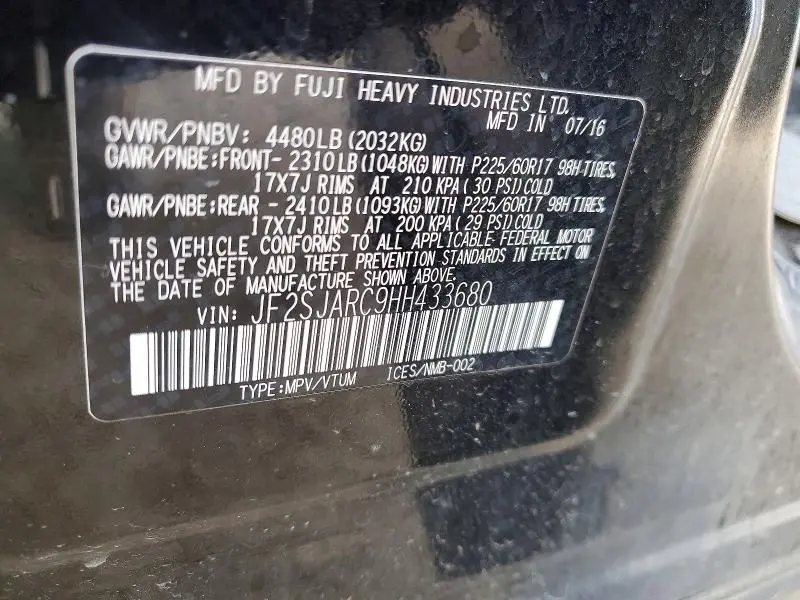 MFD BY FUJI HEAVY INDUSTRIES LTD.
MFD IN 07/16
GVWR/PNBV: 4480LB(2032KG)
GAWR/PNBE:FRONT- 2310LB(1048KG)WITH P225/60R17 98H TIRES,
17X7J RIMS AT 210 KPA( 30 PSI)COLD
GAWR/PNBE:REAR - 2410LB(1093KG)WITH P225/60R17 98H TIRES,
17X7J RIMS AT 200 KPA( 29 PSI)COLD
THIS VEHICLE CONFORMS TO ALL APPLICABLE FEDERAL MOTOR
VEHICLE SAFETY AND THEFT PREVENTION STANDARDS IN EFFECT ON
THE DATE OF MANUFACTURE SHOWN ABOVE.
VIN: JF2SJARC9HH433680
TYPE:MPV/VTUM ICES/NMB-002